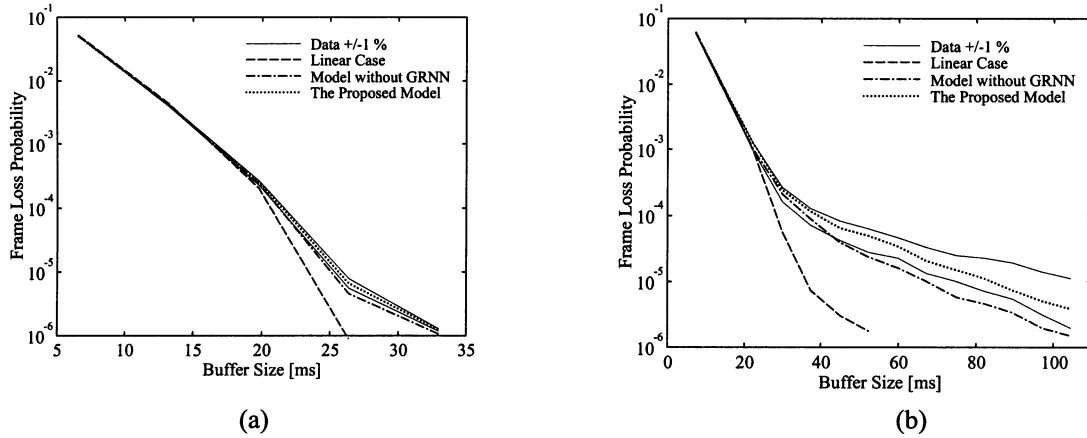 10^-1
10^-2
10^-3
10^-4
10^-5
10^-6
Frame Loss Probability
Data +/-1 %
Linear Case
Model without GRNN
The Proposed Model
5 10 15 20 25 30 35
Buffer Size [ms]
(a)
10^-1
10^-2
10^-3
10^-4
10^-5
10^-6
Frame Loss Probability
Data +/-1 %
Linear Case
Model without GRNN
The Proposed Model
0 20 40 60 80 100
Buffer Size [ms]
(b)